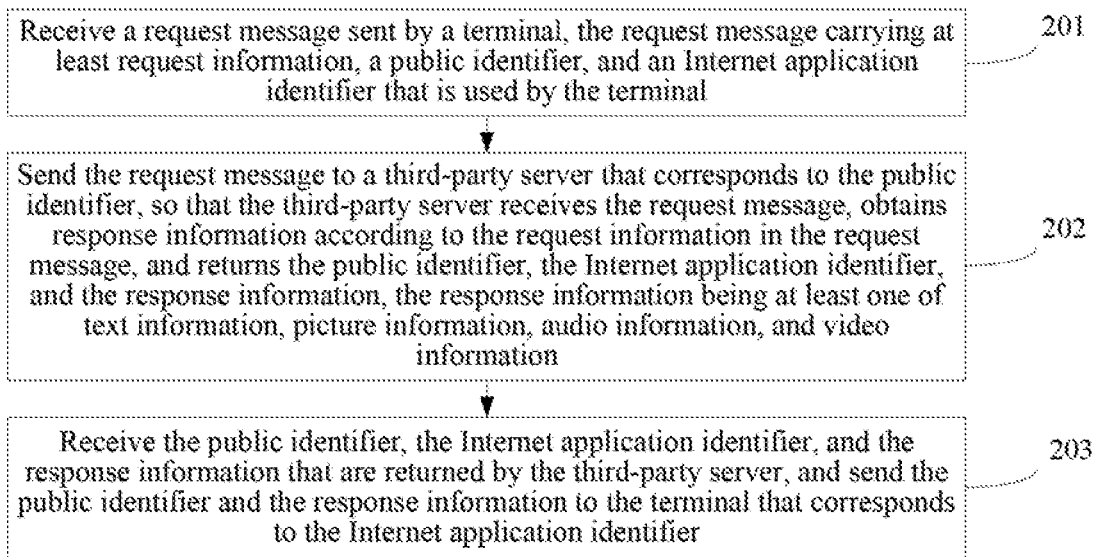 Receive a request message sent by a terminal, the request message carrying at
least request information, a public identifier, and an Internet application
identifier that is used by the terminal
201
Send the request message to a third-party server that corresponds to the public
identifier, so that the third-party server receives the request message, obtains
response information according to the request information in the request
message, and returns the public identifier, the Internet application identifier,
and the response information, the response information being at least one of
text information, picture information, audio information, and video
information
202
Receive the public identifier, the Internet application identifier, and the
response information that are returned by the third-party server, and send the
public identifier and the response information to the terminal that corresponds
to the Internet application identifier
203